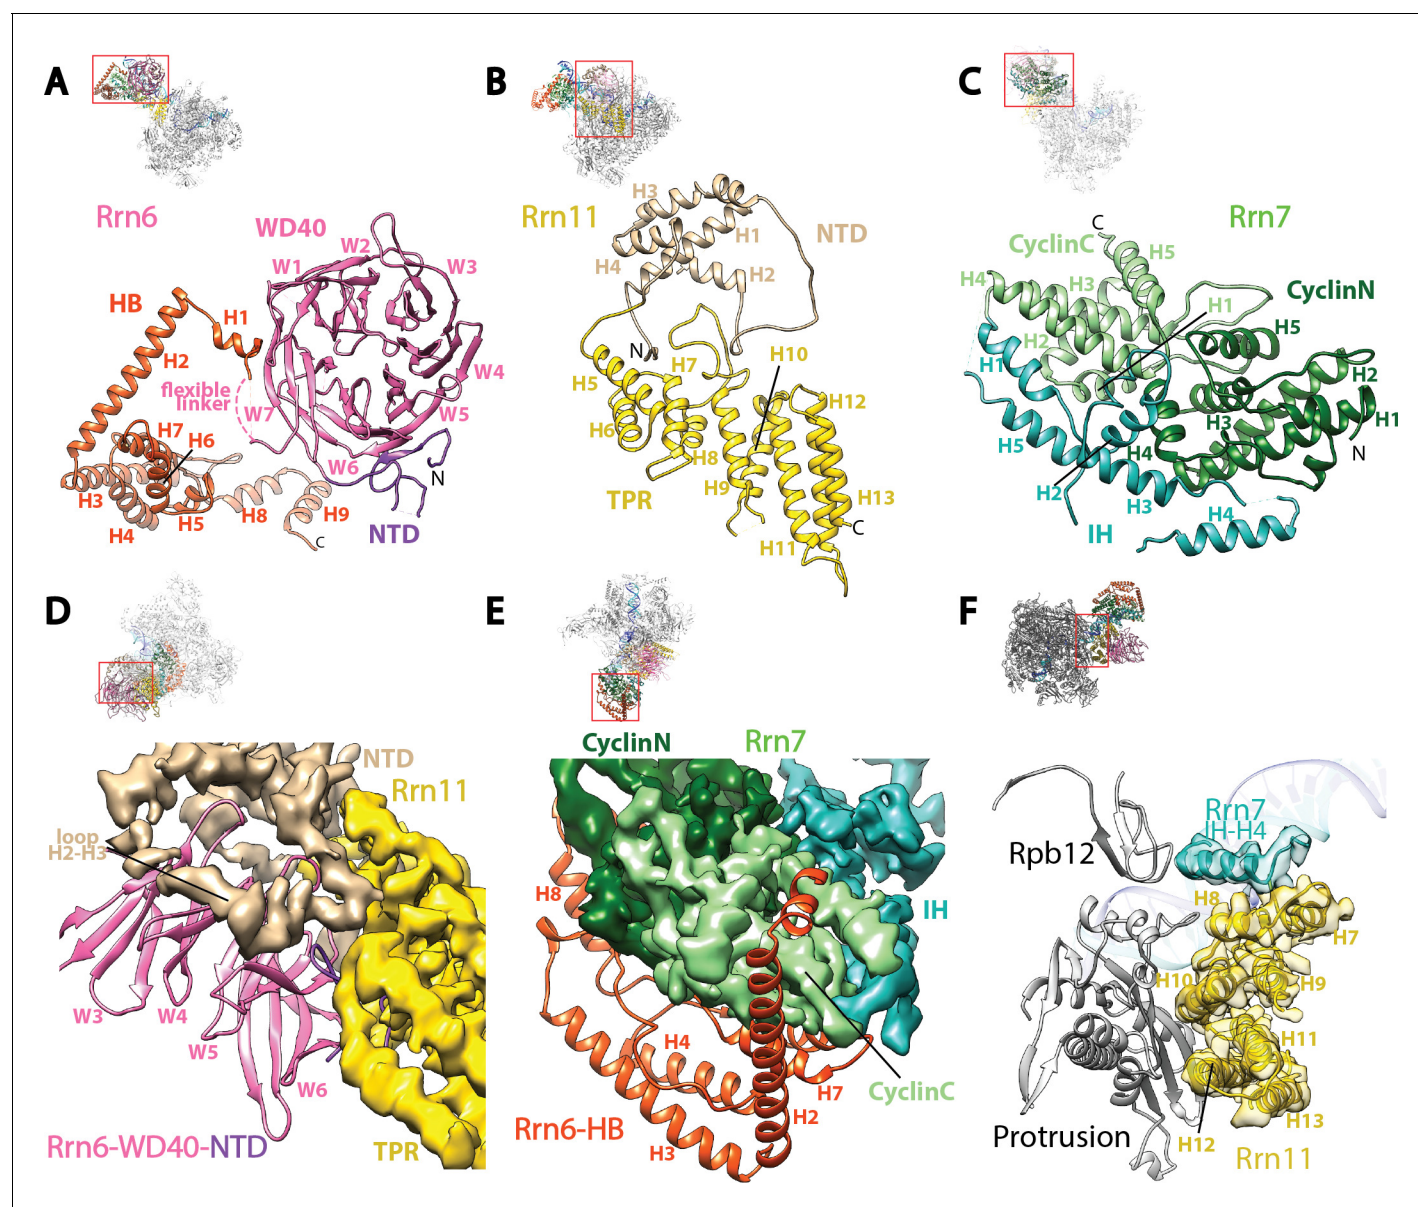 A
Rrn6
WD40
W1
W2
W3
W4
W5
W6
W7
HB
H1
H2
flexible
linker
H7
H6
H3
H4
H5
H8
H9
C
N
NTD
B
Rrn11
H3
H1
NTD
H4
H2
N
H7
H10
H5
H12
H6
H8
H9
TPR
H13
C
H11
C
Rrn7
C
CyclinC
H5
H4
H3
H1
CyclinN
H5
H2
H1
H2
H1
H3
N
H5
H4
H2
H3
H4
IH
D
NTD
Rrn11
loop
H2-H3
W3
W4
W5
W6
Rrn6-WD40-NTD
TPR
E
CyclinN
Rrn7
H8
IH
H4
H7
CyclinC
H2
Rrn6-HB
H3
F
Rrn7
IH-H4
Rpb12
H8
H7
H10
H9
H11
Protrusion
H12
H13
Rrn11